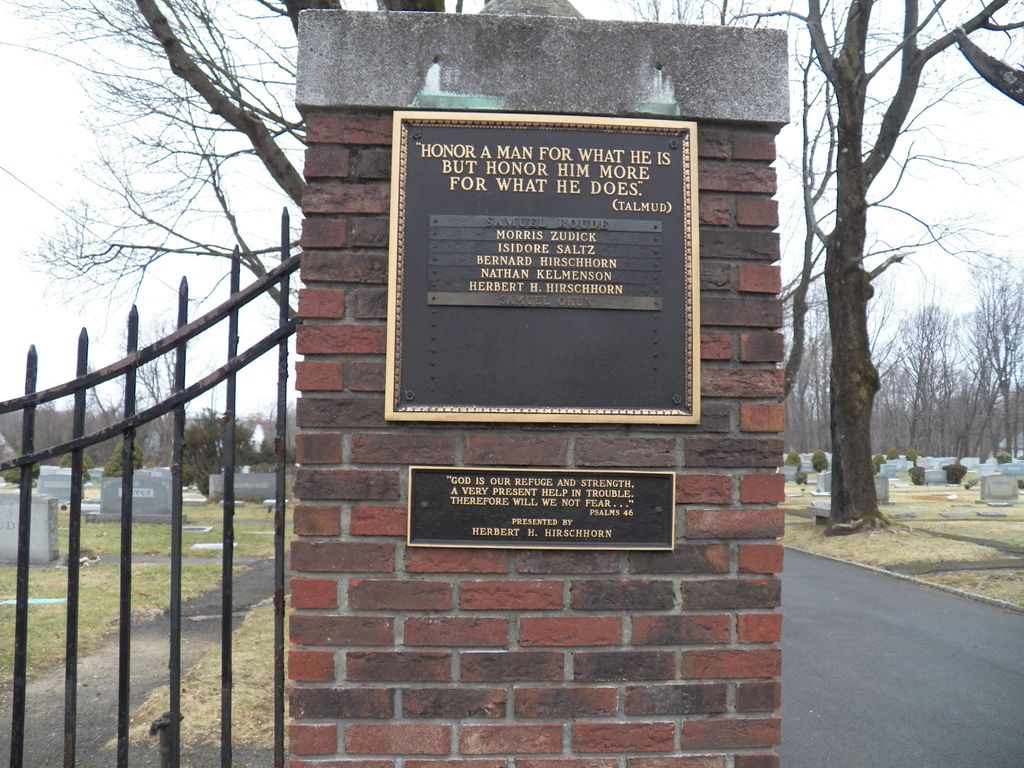 "HONOR A MAN FOR WHAT HE IS
BUT HONOR HIM MORE
FOR WHAT HE DOES."
(TALMUD)
SAMUEL ROUDE
MORRIS ZUDICK
ISIDORE SALTZ
BERNARD HIRSCHHORN
NATHAN KELMENSON
HERBERT H. HIRSCHHORN
SAMUEL OKUN
"GOD IS OUR REFUGE AND STRENGTH,
A VERY PRESENT HELP IN TROUBLE.
THEREFORE WILL WE NOT FEAR..."
PSALMS 46
PRESENTED BY
HERBERT H. HIRSCHHORN